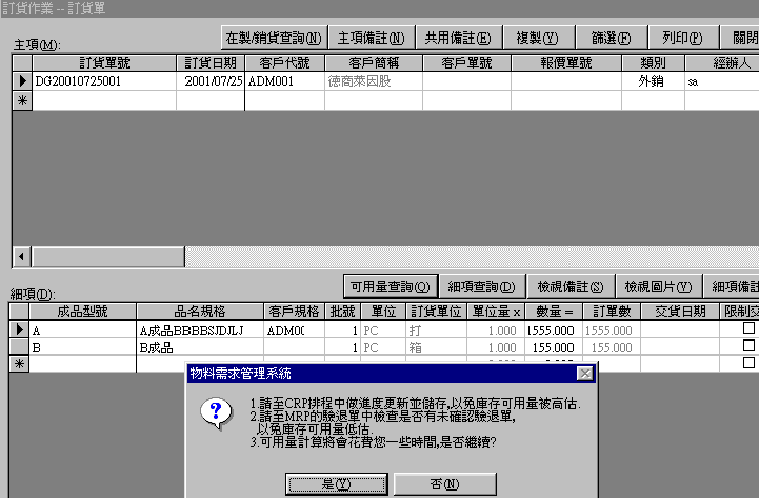 訂貨作業 -- 訂貨單
主項(M):
在製/銷貨查詢(N) 主項備註(N) 共用備註(E) 複製(Y) 篩選(F) 列印(P) 關閉
訂貨單號 訂貨日期 客戶代號 客戶簡稱 客戶單號 報價單號 類別 經辦人
DG20010725001 2001/07/25 ADM001 德商萊因股 外銷 sa
細項(D):
可用量查詢(Q) 細項查詢(D) 檢視備註(S) 檢視圖片(V) 細項備註
成品型號 品名規格 客戶規格 批號 單位 訂貨單位 單位量 x 數量 = 訂單數 交貨日期 限制交
A A成品BB:BBSJDJLJ ADM00 1 PC 打 1.000 1555.000 1555.000
B B成品 1 PC 箱 1.000 155.000 155.000
物料需求管理系統
1.請至CRP排程中做進度更新並儲存,以免庫存可用量被高估.
2.請至MRP的驗退單中檢查是否有未確認驗退單,
以免庫存可用量低估.
3.可用量計算將會花費您一些時間,是否繼續?
是(Y) 否(N)